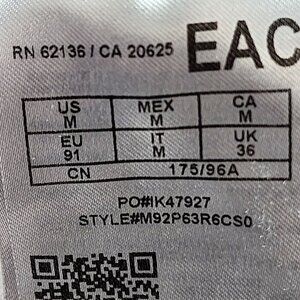 RN 62136 / CA 20625 EAC
US MEX CA
M M M
EU IT UK
91 M 36
CN 175/96A
PO#IK47927
STYLE#M92P63R6CS0